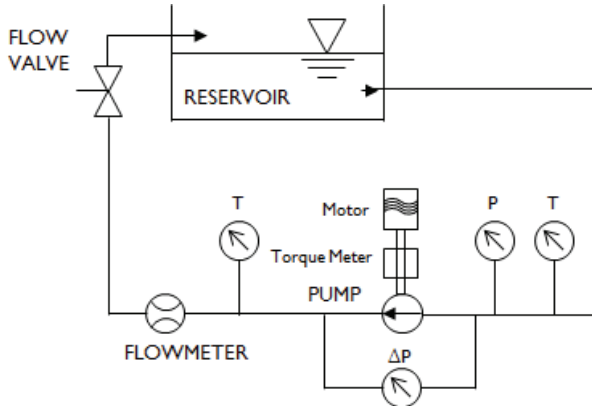 FLOW
VALVE
RESERVOIR
T
Motor
P
T
Torque Meter
PUMP
FLOWMETER
ΔP